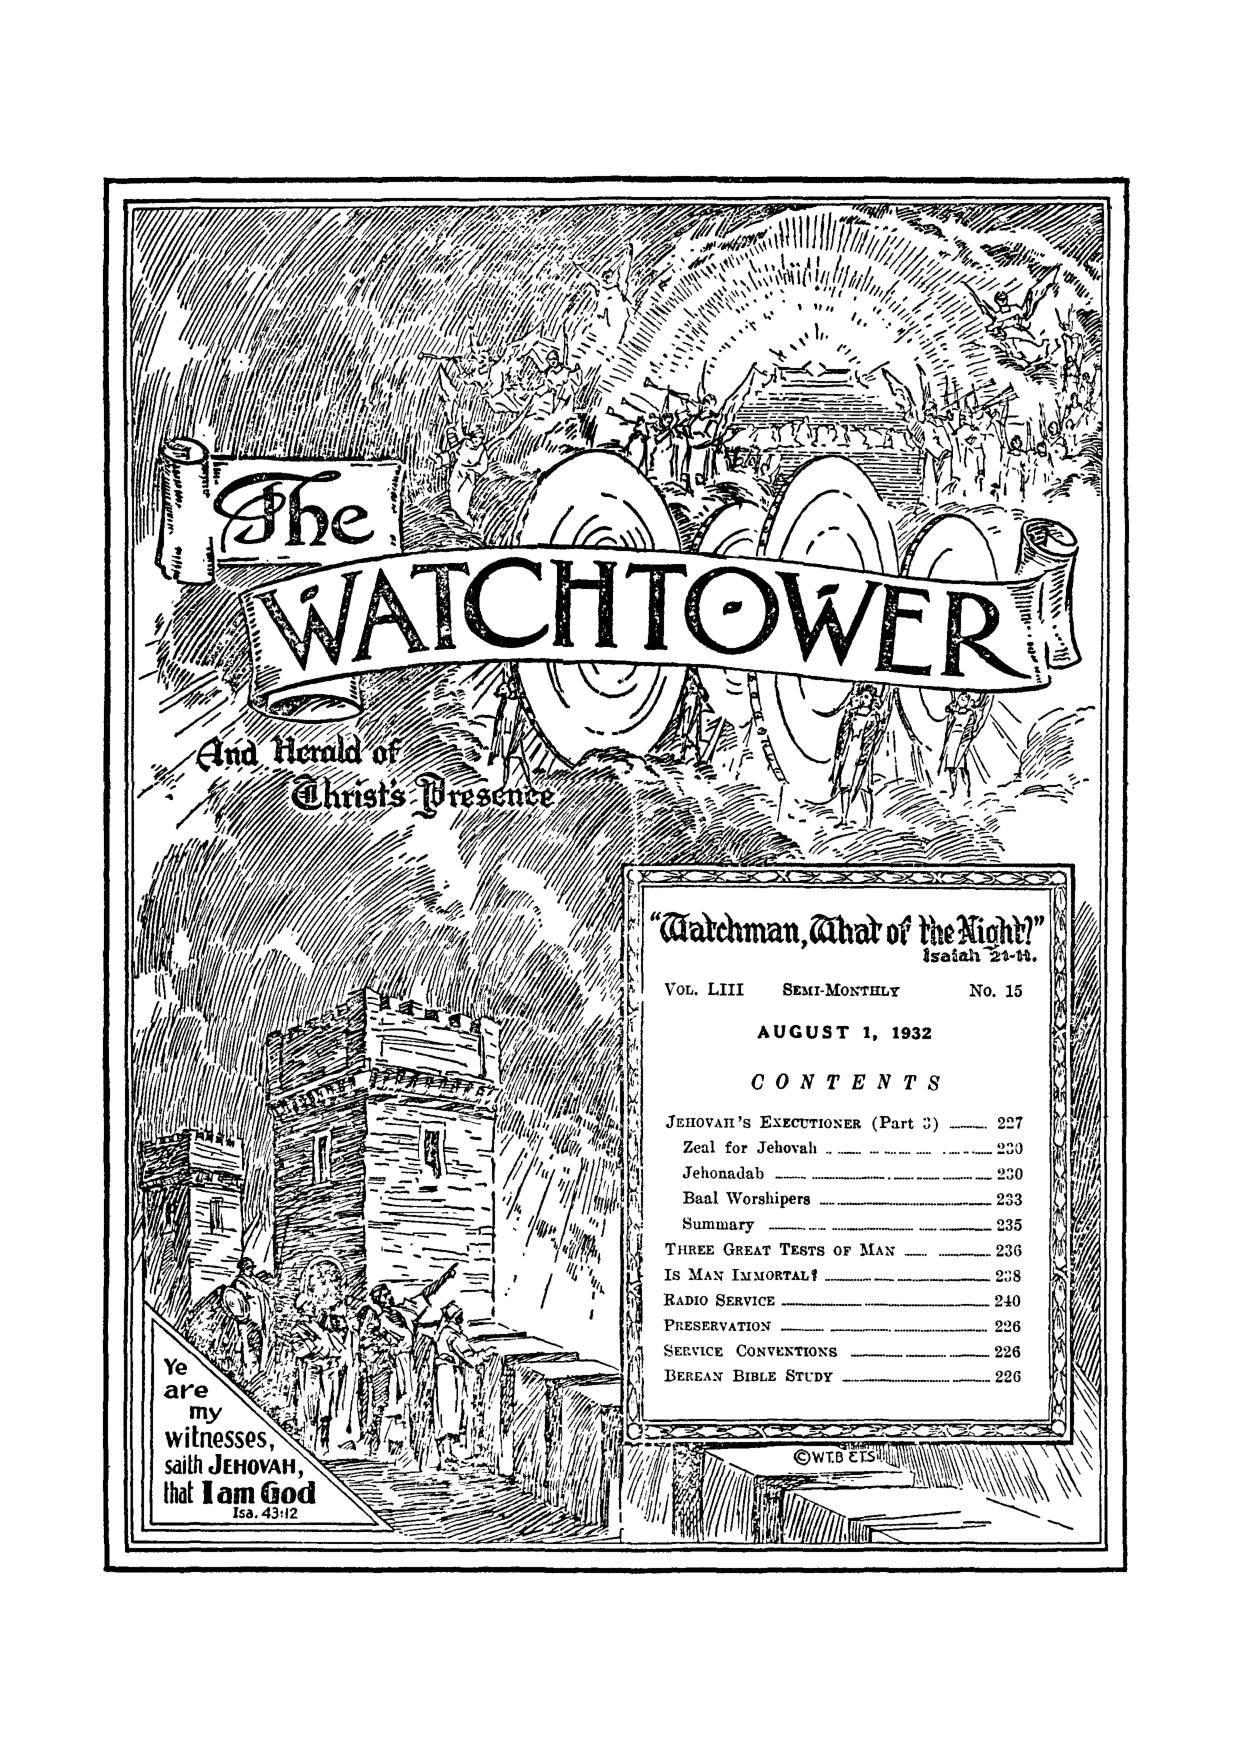 The
WATCHTOWER
And Herald of
Christ's Presence
"Watchman, What of the Night?"
Isaiah 21-11.
VOL. LIII SEMI-MONTHLY No. 15
AUGUST 1, 1932
CONTENTS
JEHOVAH'S EXECUTIONER (Part 3) 227
Zeal for Jehovah 230
Jehonadab 230
Baal Worshipers 233
Summary 235
THREE GREAT TESTS OF MAN 236
IS MAN IMMORTAL? 238
RADIO SERVICE 240
PRESERVATION 226
SERVICE CONVENTIONS 226
BEREAN BIBLE STUDY 226
©W.T.B & T.S
Ye
are
my
witnesses,
saith JEHOVAH,
that I am God
Isa. 43:12